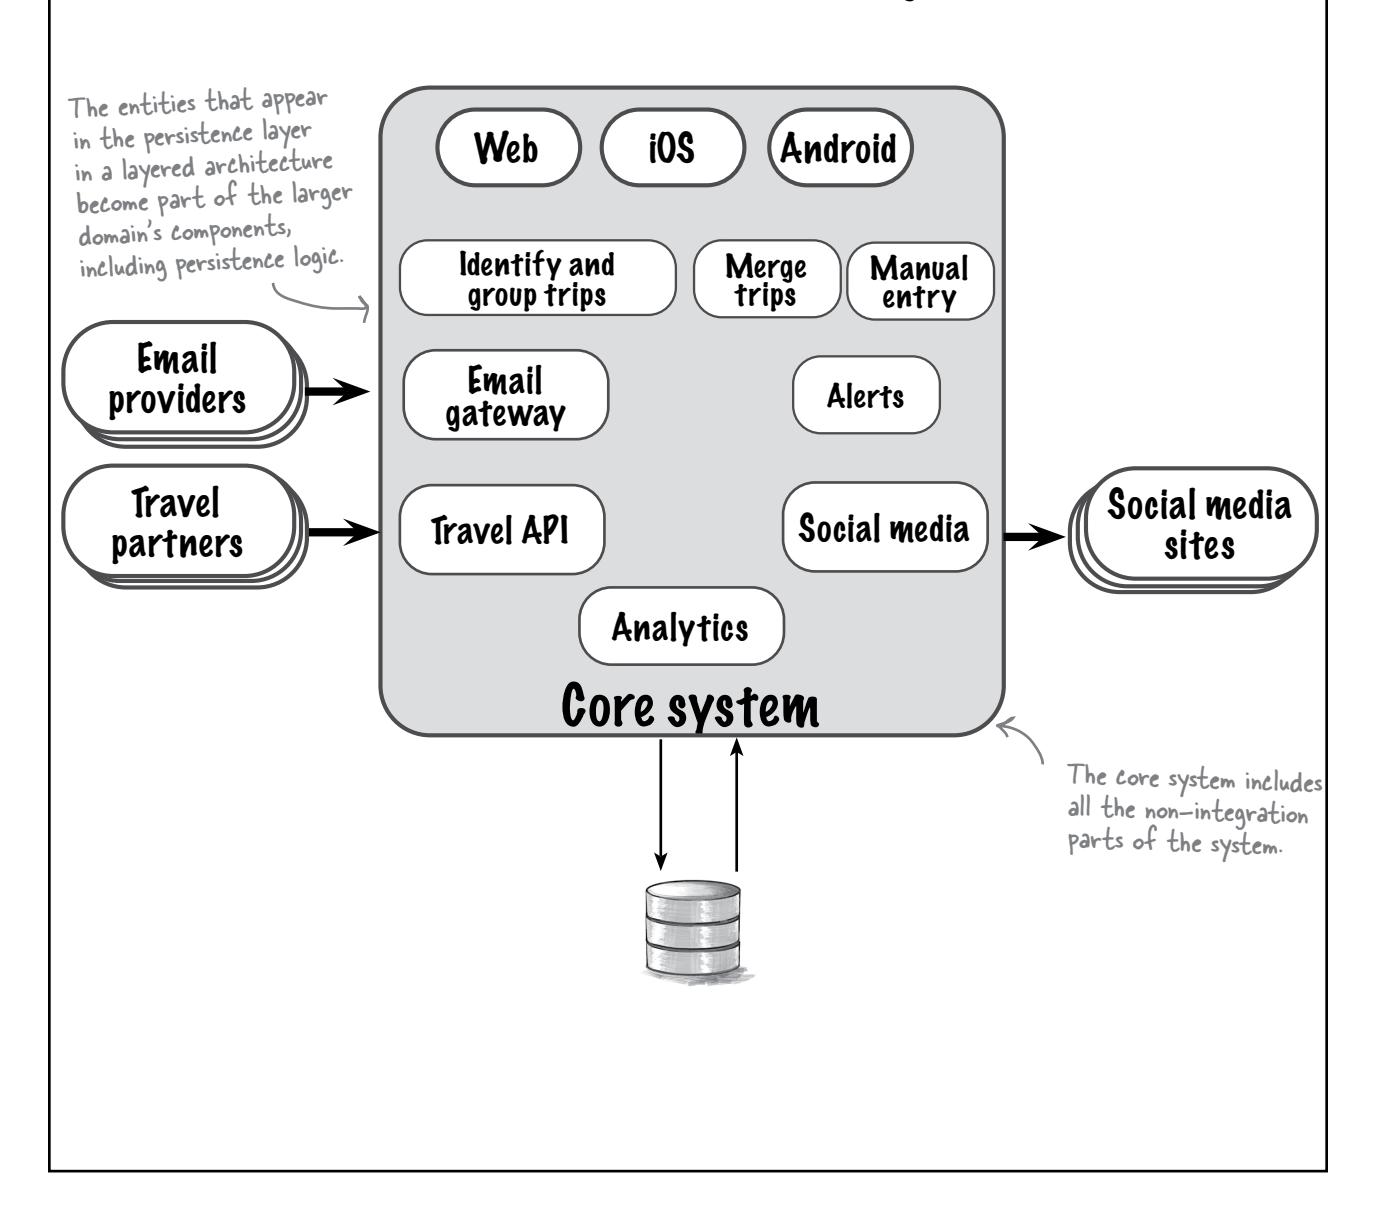 The entities that appear
in the persistence layer
in a layered architecture
become part of the larger
domain's components,
including persistence logic.
Web
iOS
Android
Identify and
group trips
Merge
trips
Manual
entry
Email
providers
Email
gateway
Alerts
Travel
partners
Travel API
Social media
Social media
sites
Analytics
Core system
The core system includes
all the non-integration
parts of the system.